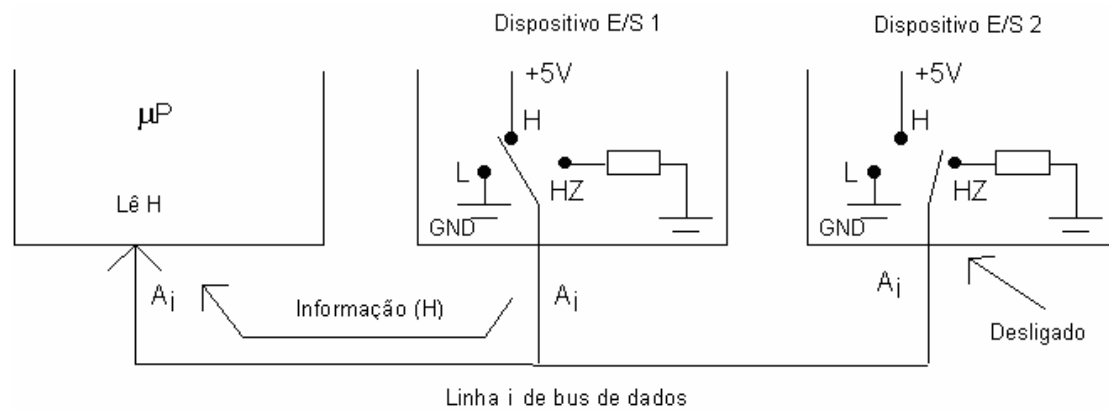 Dispositivo E/S 1
Dispositivo E/S 2
+5V
+5V
µP
H
H
L
HZ
L
HZ
Lê H
GND
GND
Ai
Informação (H)
Ai
Ai
Desligado
Linha i de bus de dados